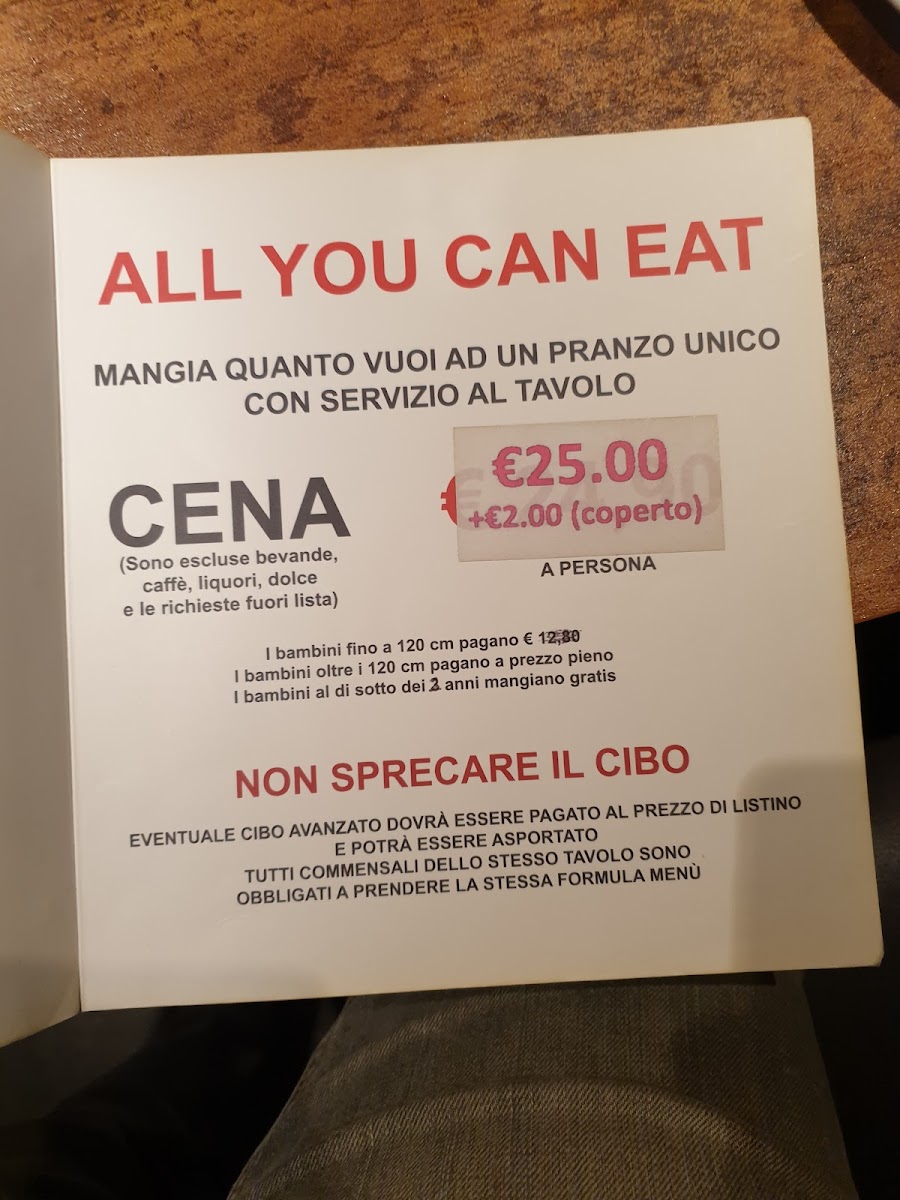 ALL YOU CAN EAT
MANGIA QUANTO VUOI AD UN PRANZO UNICO
CON SERVIZIO AL TAVOLO
CENA
(Sono escluse bevande,
caffè, liquori, dolce
e le richieste fuori lista)
€25.00
+€2.00 (coperto)
A PERSONA
I bambini fino a 120 cm pagano €
I bambini oltre i 120 cm pagano a prezzo pieno
I bambini al di sotto dei 2 anni mangiano gratis
NON SPRECARE IL CIBO
EVENTUALE CIBO AVANZATO DOVRÀ ESSERE PAGATO AL PREZZO DI LISTINO
E POTRÀ ESSERE ASPORTATO
TUTTI COMMENSALI DELLO STESSO TAVOLO SONO
OBBLIGATI A PRENDERE LA STESSA FORMULA MENÙ